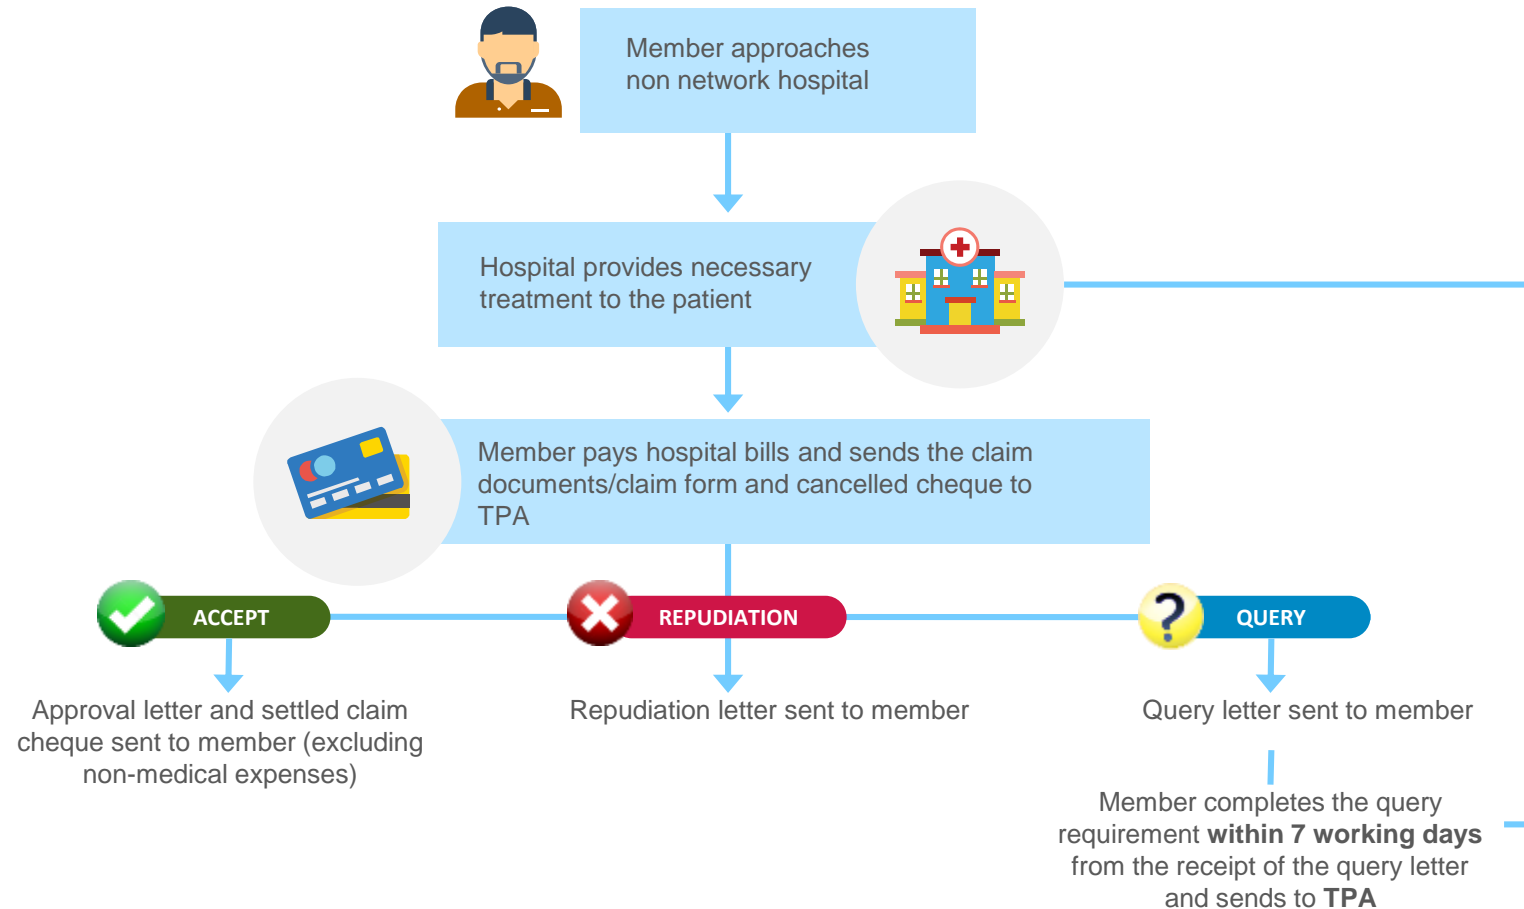 Member approaches
non network hospital
Hospital provides necessary
treatment to the patient
Member pays hospital bills and sends the claim
documents/claim form and cancelled cheque to
TPA
ACCEPT
REPUDIATION
QUERY
Approval letter and settled claim
cheque sent to member (excluding
non-medical expenses)
Repudiation letter sent to member
Query letter sent to member
Member completes the query
requirement within 7 working days
from the receipt of the query letter
and sends to TPA